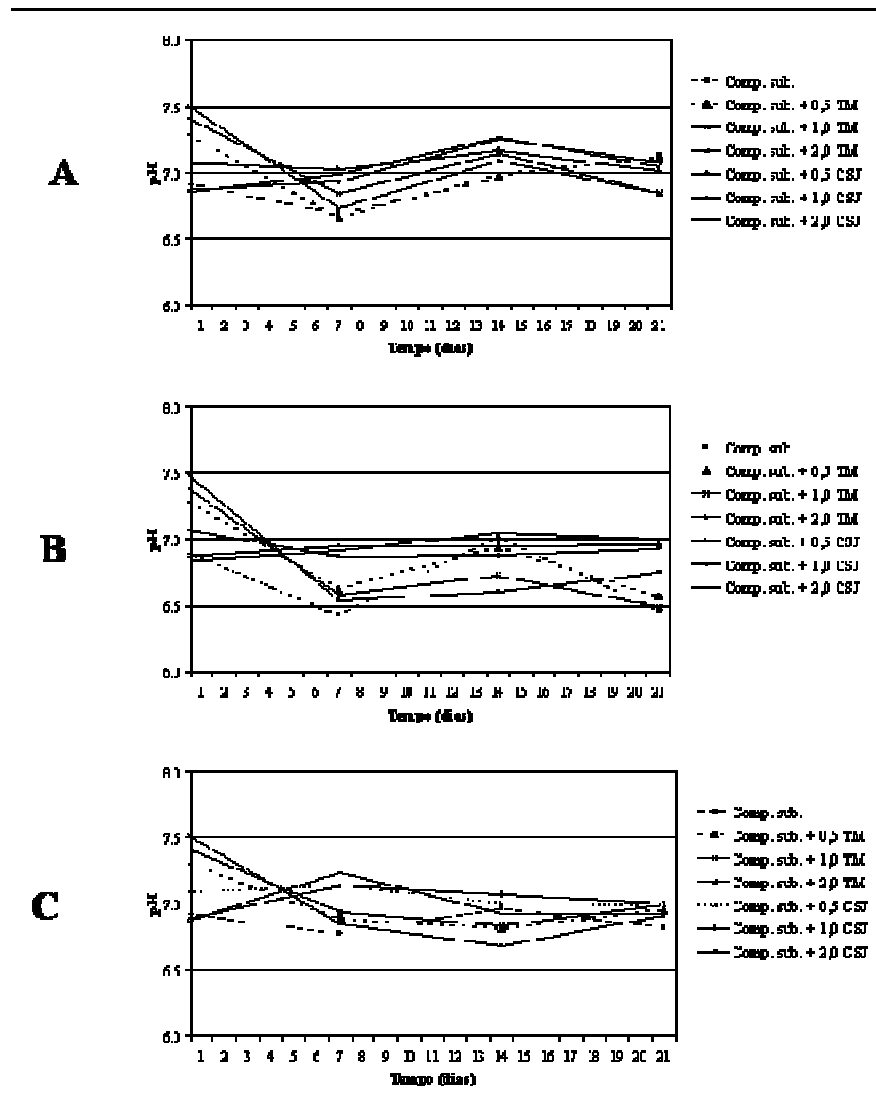 A
8.0
7.5
7.0
6.5
6.0
pH
1 2 3 4 5 6 7 8 9 10 11 12 13 14 15 16 17 18 19 20 21
Tempo (dias)
Comp. sub.
Comp. sub. + 0,5 TM
Comp. sub. + 1,0 TM
Comp. sub. + 2,0 TM
Comp. sub. + 0,5 CSJ
Comp. sub. + 1,0 CSJ
Comp. sub. + 2,0 CSJ
B
8.0
7.5
7.0
6.5
6.0
pH
1 2 3 4 5 6 7 8 9 10 11 12 13 14 15 16 17 18 19 20 21
Tempo (dias)
Comp. sub.
Comp. sub. + 0,5 TM
Comp. sub. + 1,0 TM
Comp. sub. + 2,0 TM
Comp. sub. + 0,5 CSJ
Comp. sub. + 1,0 CSJ
Comp. sub. + 2,0 CSJ
C
8.0
7.5
7.0
6.5
6.0
pH
1 2 3 4 5 6 7 8 9 10 11 12 13 14 15 16 17 18 19 20 21
Tempo (dias)
Comp. sub.
Comp. sub. + 0,5 TM
Comp. sub. + 1,0 TM
Comp. sub. + 2,0 TM
Comp. sub. + 0,5 CSJ
Comp. sub. + 1,0 CSJ
Comp. sub. + 2,0 CSJ